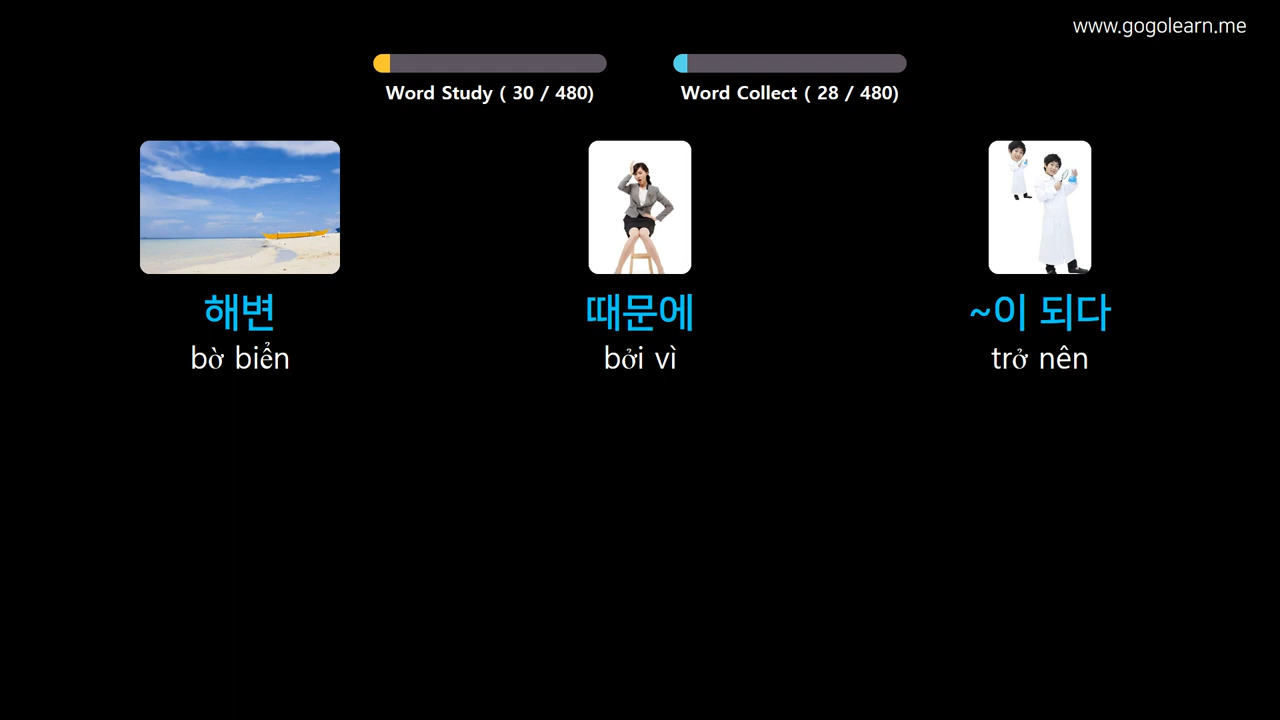 www.gogolearn.me
Word Study ( 30 / 480)
Word Collect ( 28 / 480)
해변
bờ biển
때문에
bởi vì
~이 되다
trở nên